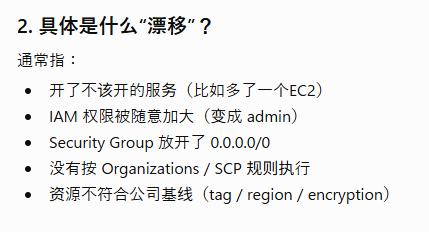 2. 具体是什么“漂移”？
通常指：
• 开了不该开的服务（比如多了一个EC2）
• IAM 权限被随意加大（变成 admin）
• Security Group 放开了 0.0.0.0/0
• 没有按 Organizations / SCP 规则执行
• 资源不符合公司基线（tag / region / encryption）